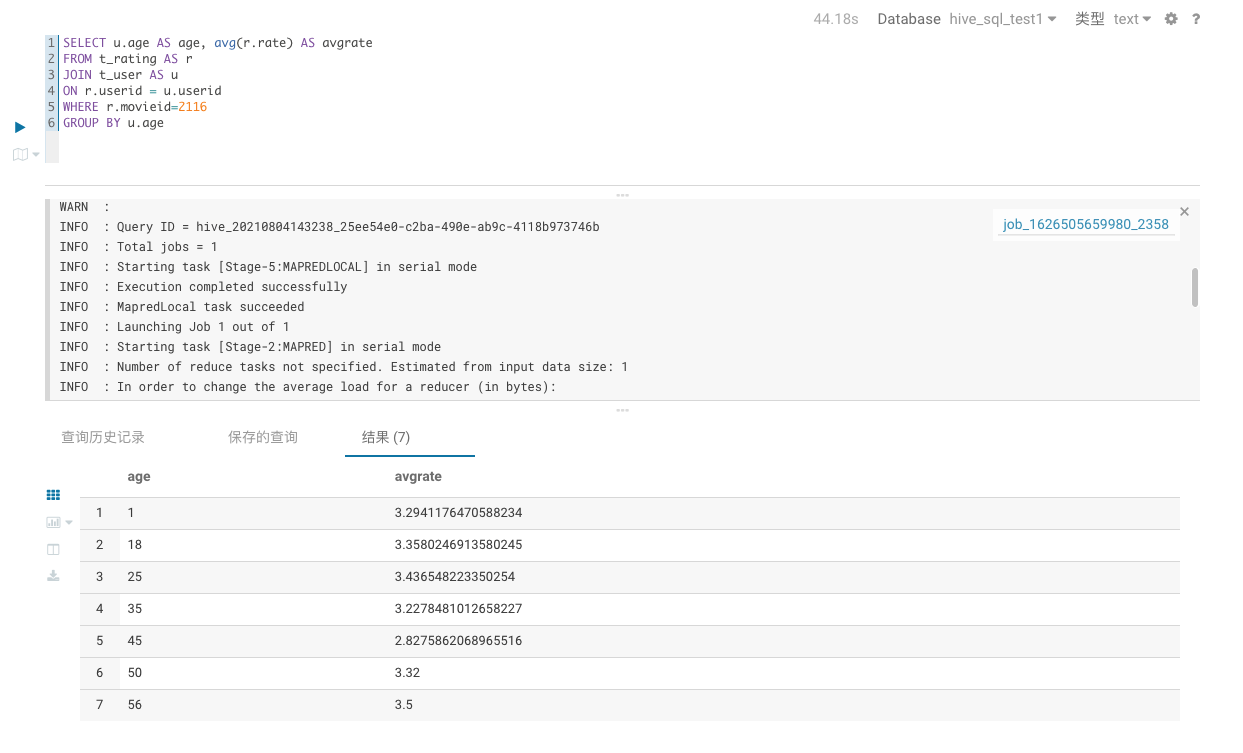 44.18s Database hive_sql_test1 类型 text ?
1 SELECT u.age AS age, avg(r.rate) AS avgrate
2 FROM t_rating AS r
3 JOIN t_user AS u
4 ON r.userid = u.userid
5 WHERE r.movieid=2116
6 GROUP BY u.age
WARN :
INFO : Query ID = hive_20210804143238_25ee54e0-c2ba-490e-ab9c-4118b973746b
job_1626505659980_2358
INFO : Total jobs = 1
INFO : Starting task [Stage-5:MAPREDLOCAL] in serial mode
INFO : Execution completed successfully
INFO : MapredLocal task succeeded
INFO : Launching Job 1 out of 1
INFO : Starting task [Stage-2:MAPRED] in serial mode
INFO : Number of reduce tasks not specified. Estimated from input data size: 1
INFO : In order to change the average load for a reducer (in bytes):
查询历史记录 保存的查询 结果 (7)
age avgrate
1 1 3.2941176470588234
2 18 3.3580246913580245
3 25 3.436548223350254
4 35 3.2278481012658227
5 45 2.8275862068965516
6 50 3.32
7 56 3.5